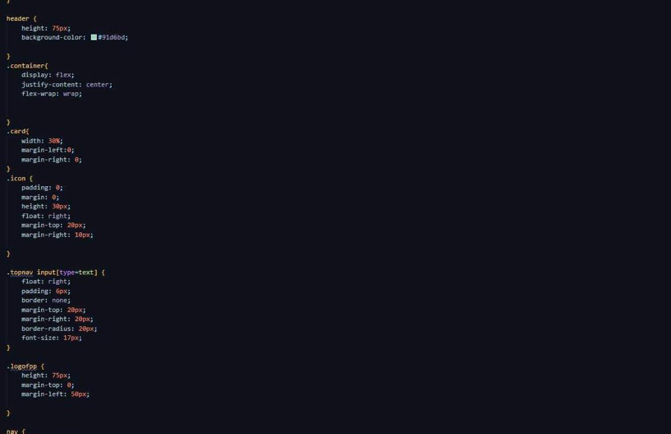 }
header {
height: 75px;
background-color: #91d6bd;
}
.container{
display: flex;
justify-content: center;
flex-wrap: wrap;
}
.card{
width: 30%;
margin-left:0;
margin-right: 0;
}
.icon {
padding: 0;
margin: 0;
height: 30px;
float: right;
margin-top: 20px;
margin-right: 10px;
}
.topnav input[type=text] {
float: right;
padding: 6px;
border: none;
margin-top: 20px;
margin-right: 20px;
border-radius: 20px;
font-size: 17px;
}
.logofpp {
height: 75px;
margin-top: 0;
margin-left: 50px;
}
nav {